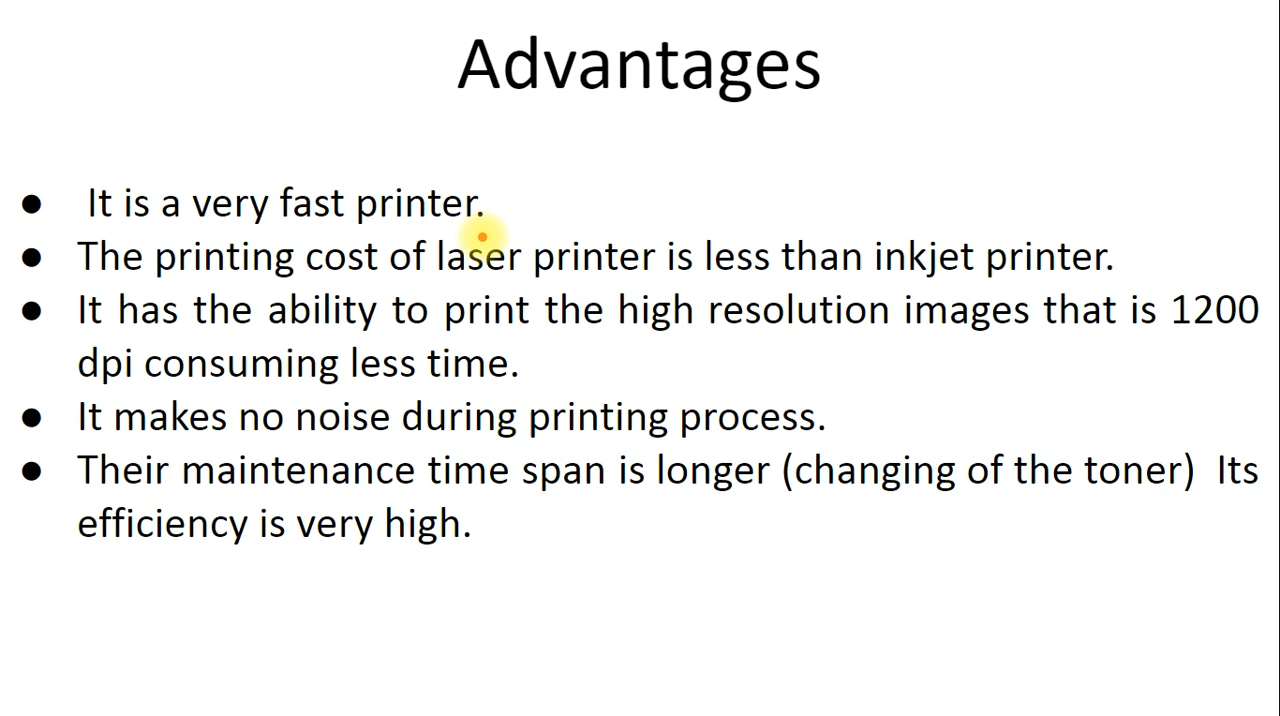 Advantages
● It is a very fast printer.
● The printing cost of laser printer is less than inkjet printer.
● It has the ability to print the high resolution images that is 1200
dpi consuming less time.
● It makes no noise during printing process.
● Their maintenance time span is longer (changing of the toner) Its
efficiency is very high.